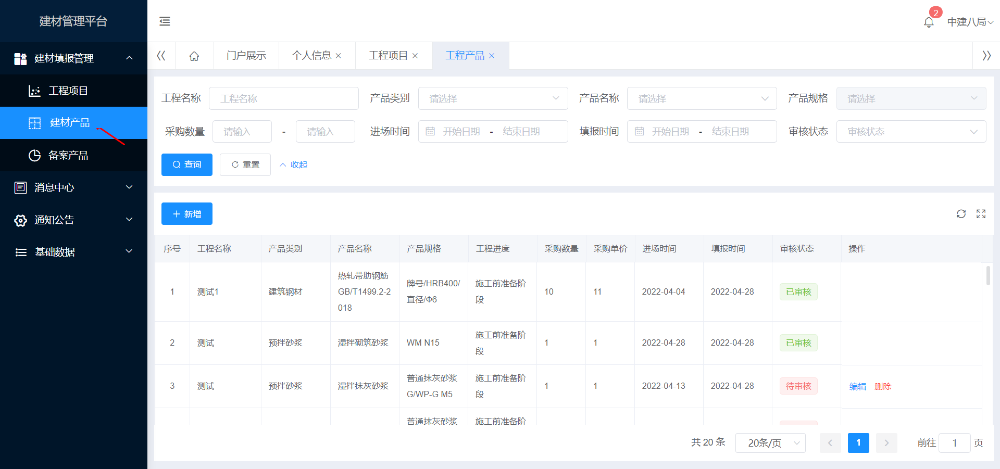 建材管理平台
2
中建八局
建材填报管理
工程项目
建材产品
备案产品
消息中心
通知公告
基础数据
门户展示
个人信息
工程项目
工程产品
工程名称 工程名称 产品类别 请选择 产品名称 请选择 产品规格 请选择
采购数量 请输入 - 请输入 进场时间 开始日期 - 结束日期 填报时间 开始日期 - 结束日期 审核状态 审核状态
查询 重置 收起
新增
序号 工程名称 产品类别 产品名称 产品规格 工程进度 采购数量 采购单价 进场时间 填报时间 审核状态 操作
1 测试1 建筑钢材 热轧带肋钢筋GB/T1499.2-2018 牌号/HRB400/直径/Φ6 施工前准备阶段 10 11 2022-04-04 2022-04-28 已审核
2 测试 预拌砂浆 湿拌砌筑砂浆 WM N15 施工前准备阶段 1 1 2022-04-28 2022-04-28 已审核
3 测试 预拌砂浆 湿拌抹灰砂浆 普通抹灰砂浆G/WP-G M5 施工前准备阶段 1 1 2022-04-13 2022-04-28 待审核 编辑 删除
普通抹灰砂浆 施工前准备阶
共 20 条 20条/页 1 前往 1 页